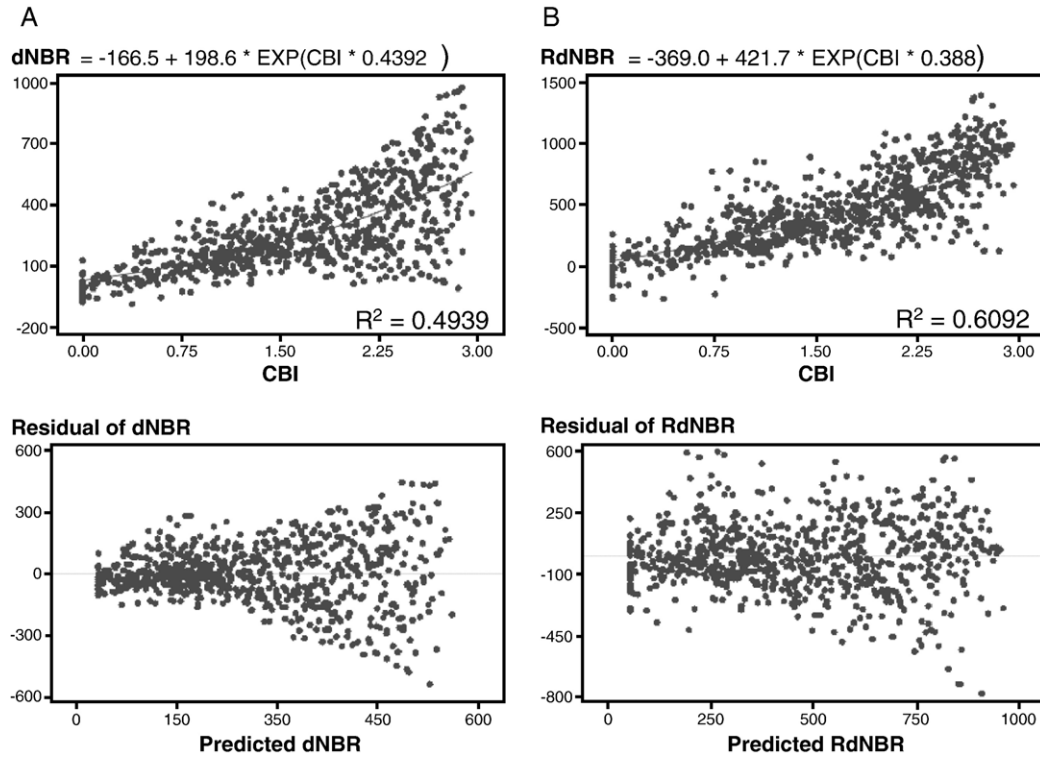 A
dNBR = -166.5 + 198.6 * EXP(CBI * 0.4392 )
1000
700
400
100
-200
R² = 0.4939
0.00 0.75 1.50 2.25 3.00
CBI
Residual of dNBR
600
300
0
-300
-600
0 150 350 450 600
Predicted dNBR
B
RdNBR = -369.0 + 421.7 * EXP(CBI * 0.388)
1500
1000
500
0
-500
R² = 0.6092
0.00 0.75 1.50 2.25 3.00
CBI
Residual of RdNBR
600
250
-100
-450
-800
0 250 500 750 1000
Predicted RdNBR